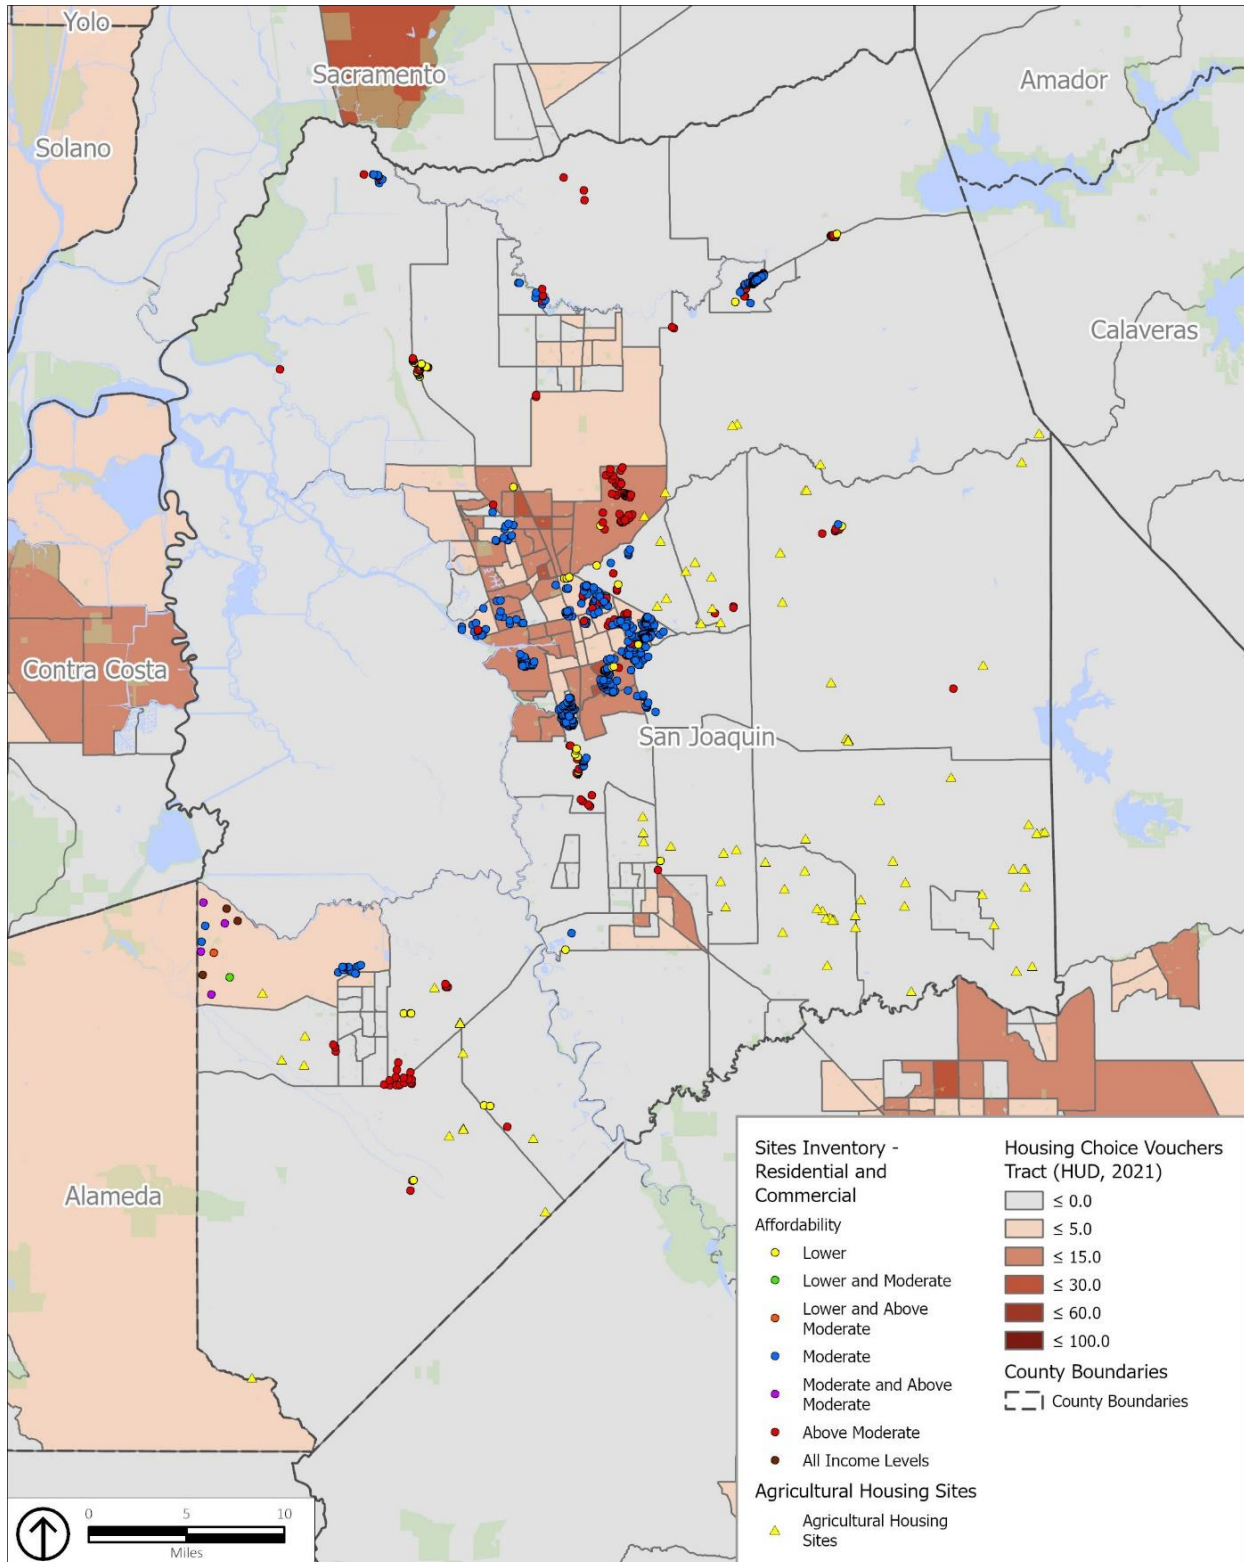 Yolo
Sacramento
Amador
Solano
Calaveras
Contra Costa
San Joaquin
Alameda
Sites Inventory -
Residential and
Commercial
Affordability
Lower
Lower and Moderate
Lower and Above
Moderate
Moderate
Moderate and Above
Moderate
Above Moderate
All Income Levels
Agricultural Housing Sites
Agricultural Housing
Sites
Housing Choice Vouchers
Tract (HUD, 2021)
≤ 0.0
≤ 5.0
≤ 15.0
≤ 30.0
≤ 60.0
≤ 100.0
County Boundaries
County Boundaries
0 5 10
Miles